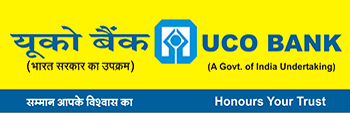 यूको बैंक UCO BANK
(भारत सरकार का उपक्रम) (A Govt. of India Undertaking)
सम्मान आपके विश्वास का Honours Your Trust